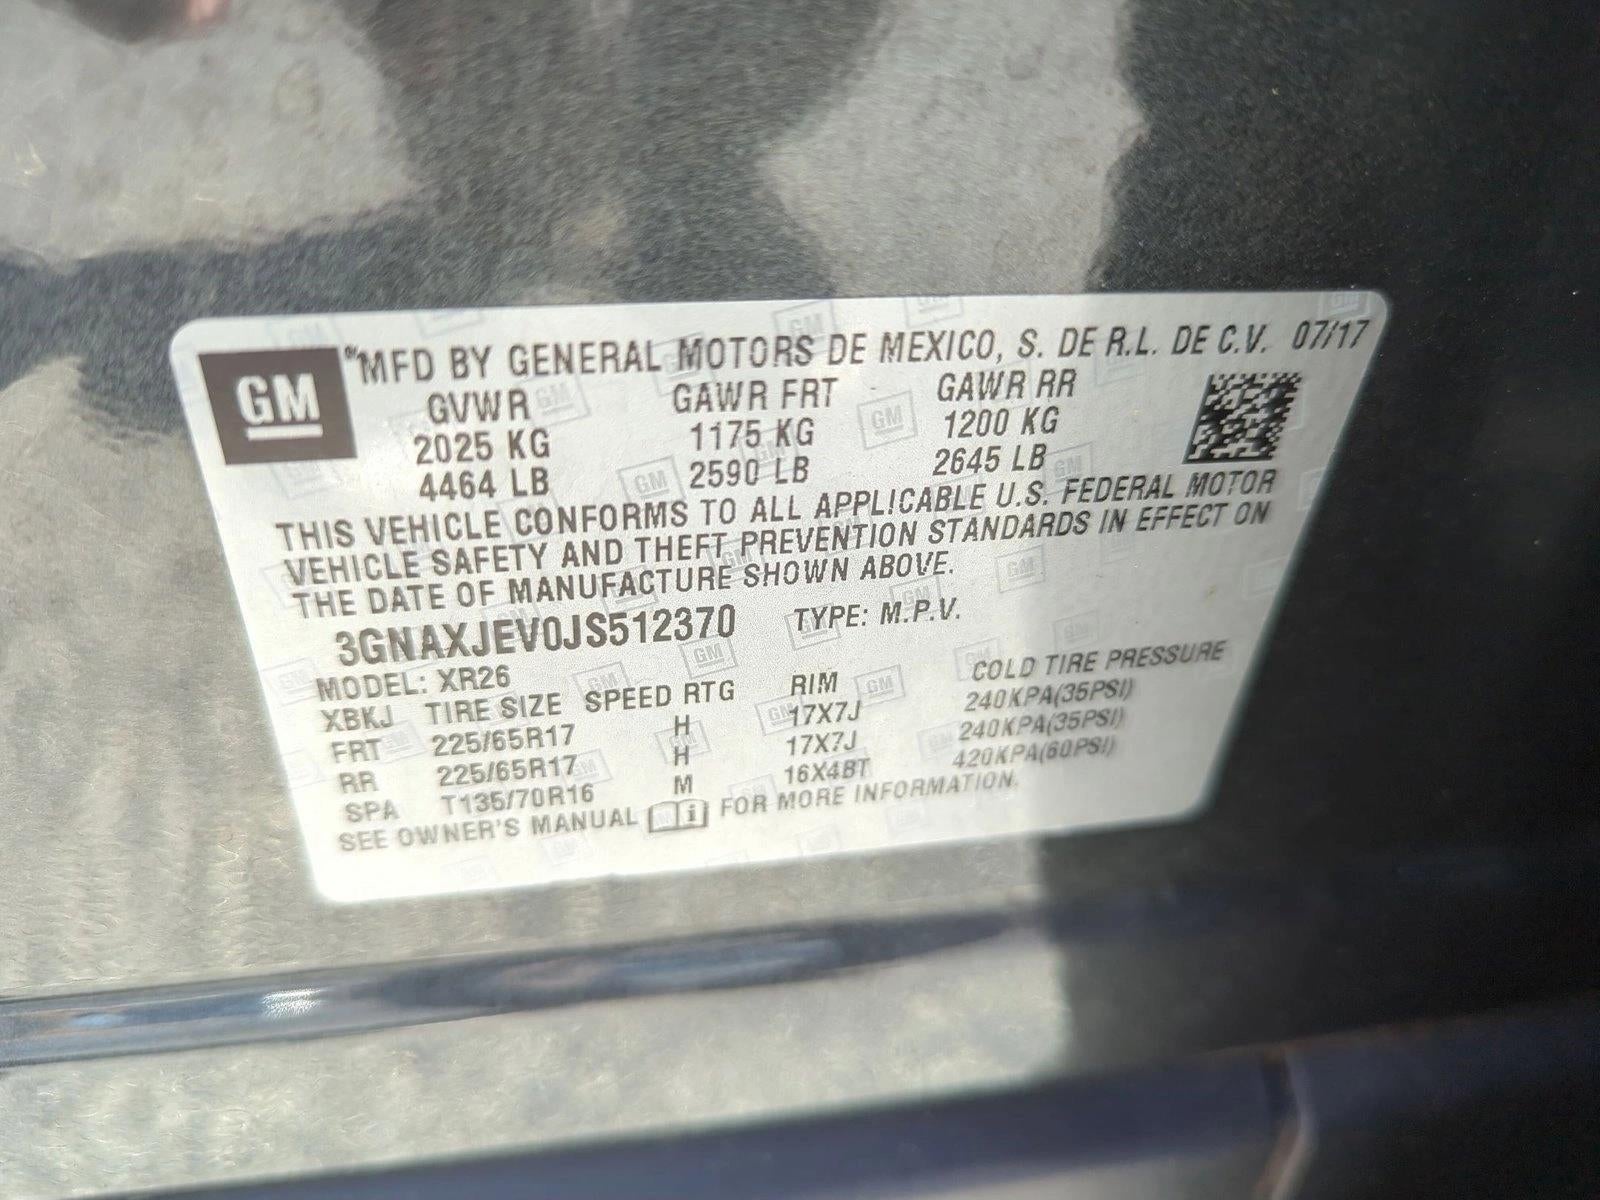 GM
MFD BY GENERAL MOTORS DE MEXICO, S. DE R.L. DE C.V. 07/17
GVWR GAWR FRT GAWR RR
2025 KG 1175 KG 1200 KG
4464 LB 2590 LB 2645 LB
THIS VEHICLE CONFORMS TO ALL APPLICABLE U.S. FEDERAL MOTOR
VEHICLE SAFETY AND THEFT PREVENTION STANDARDS IN EFFECT ON
THE DATE OF MANUFACTURE SHOWN ABOVE.
3GNAXJEV0JS512370 TYPE: M.P.V.
MODEL: XR26
XBKJ TIRE SIZE SPEED RTG RIM COLD TIRE PRESSURE
FRT 225/65R17 H 17X7J 240KPA(35PSI)
RR 225/65R17 H 17X7J 240KPA(35PSI)
SPA T135/70R16 M 16X4BT 420KPA(60PSI)
SEE OWNER'S MANUAL FOR MORE INFORMATION.